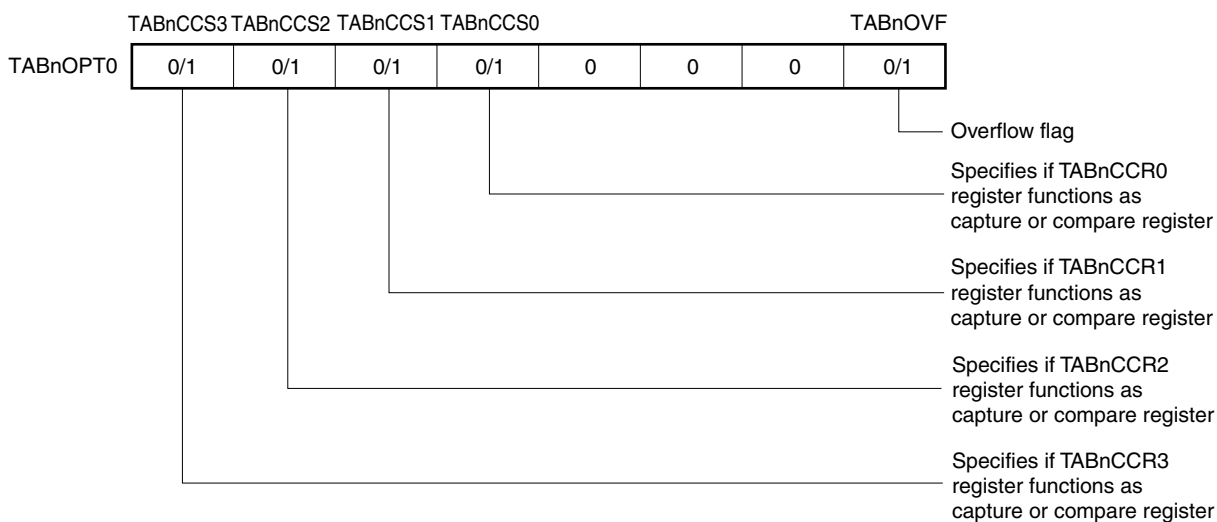 TABnCCS3 TABnCCS2 TABnCCS1 TABnCCS0 TABnOVF
TABnOPT0 0/1 0/1 0/1 0/1 0 0 0 0/1
Overflow flag
Specifies if TABnCCR0
register functions as
capture or compare register
Specifies if TABnCCR1
register functions as
capture or compare register
Specifies if TABnCCR2
register functions as
capture or compare register
Specifies if TABnCCR3
register functions as
capture or compare register